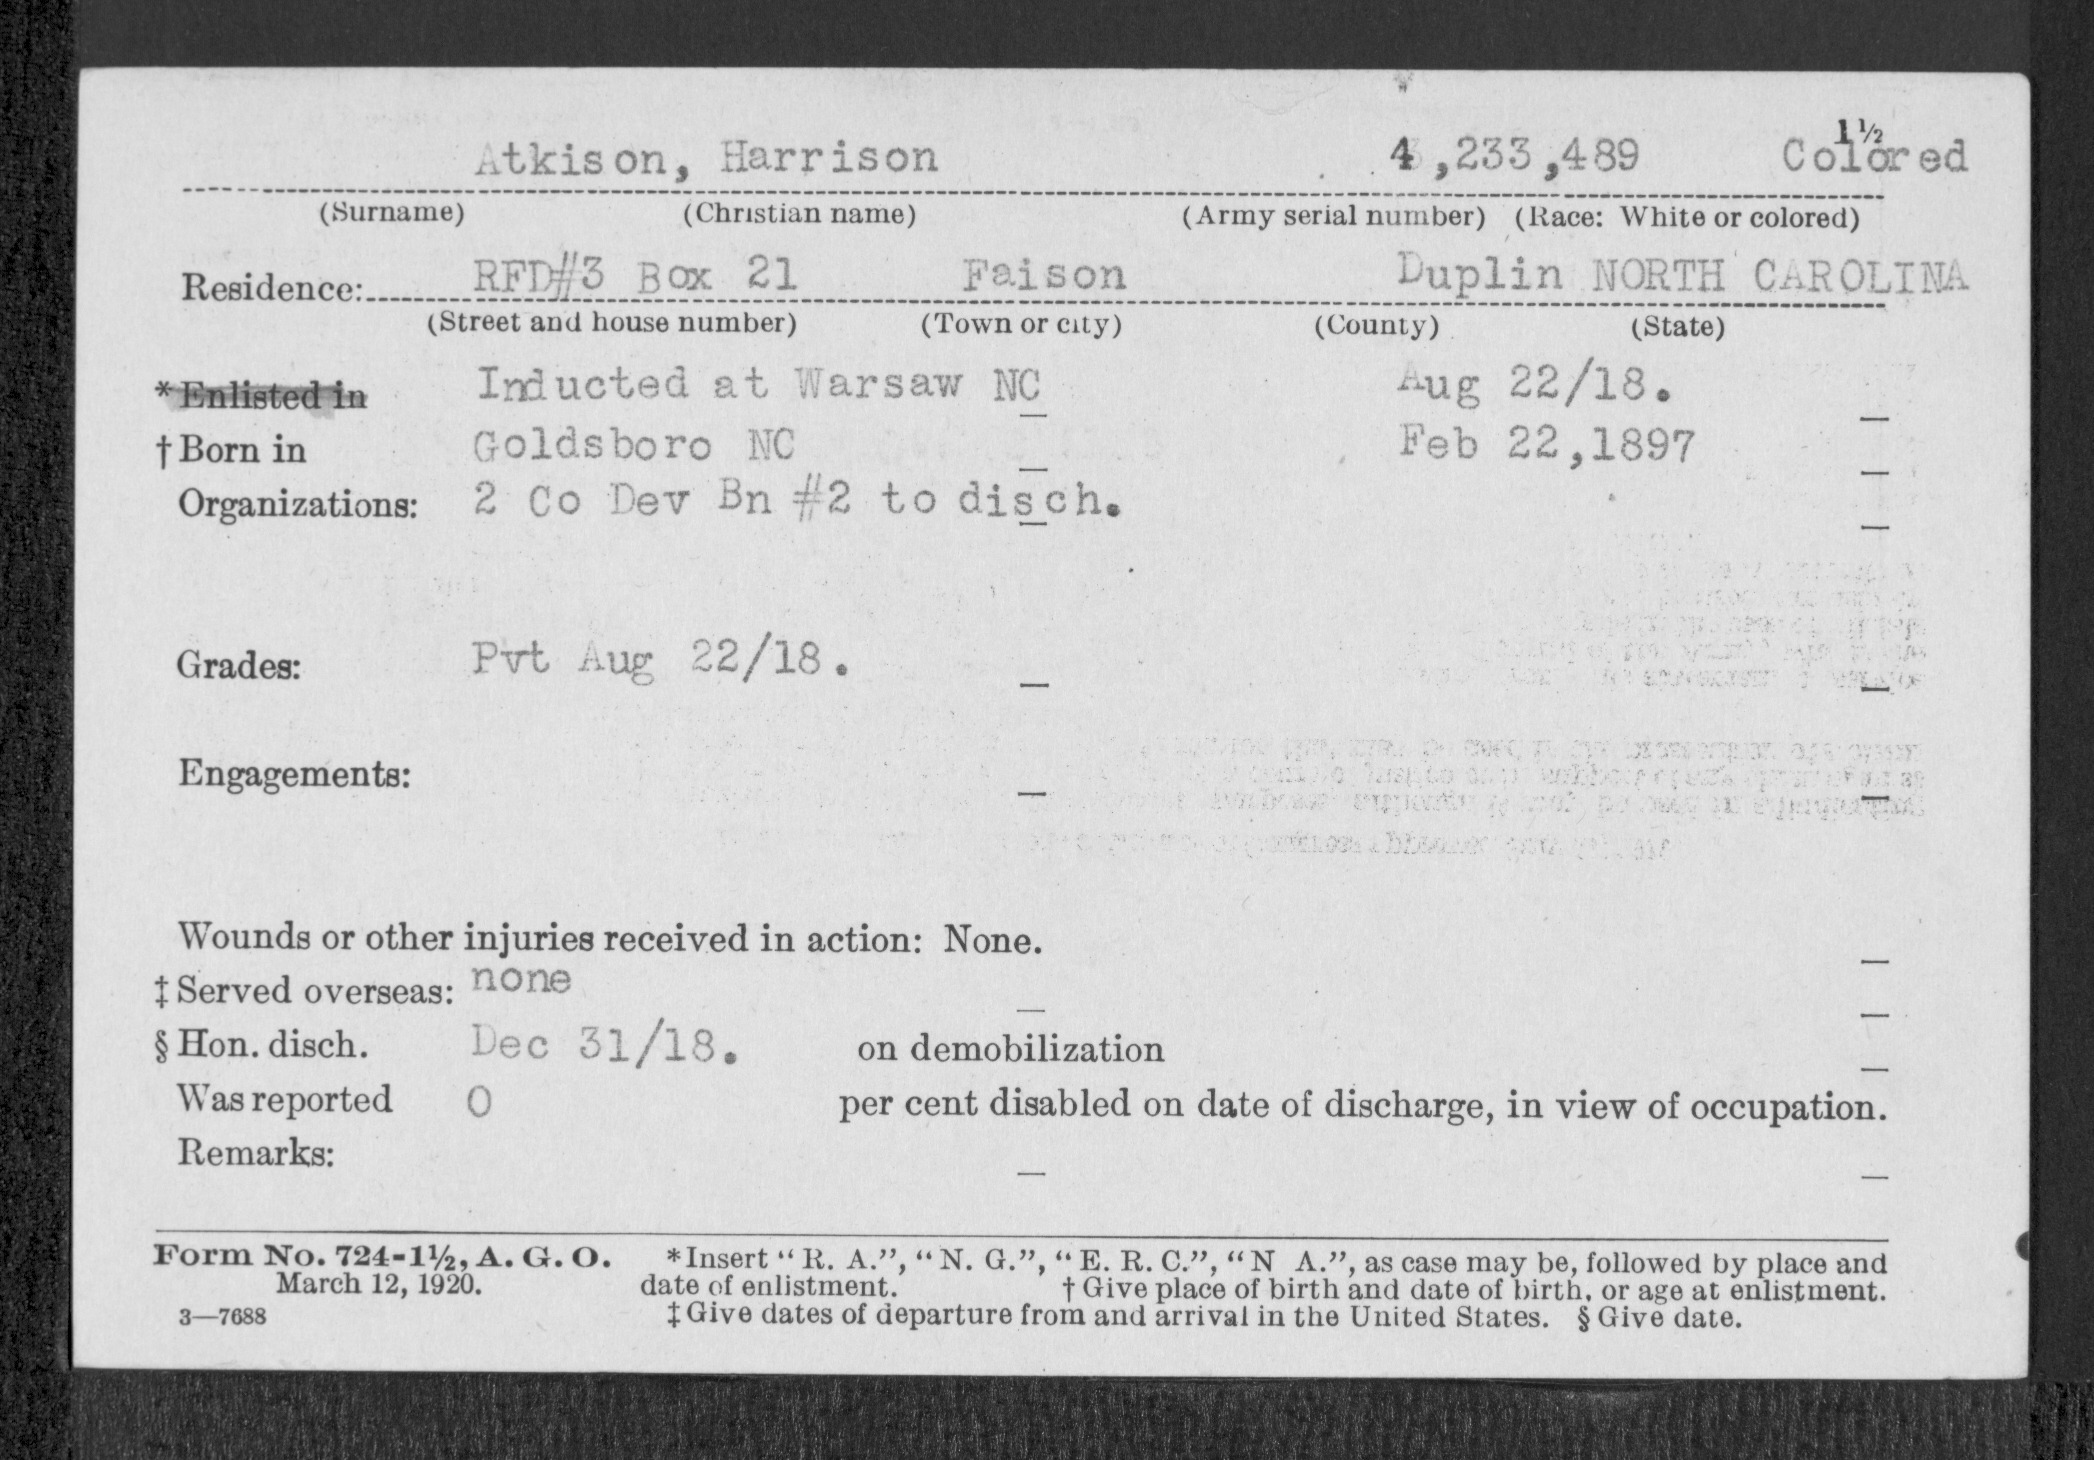 1½
Atkison, Harrison 4,233,489 Colored
(Surname) (Christian name) (Army serial number) (Race: White or colored)
Residence: RFD#3 Box 21 Faison Duplin NORTH CAROLINA
(Street and house number) (Town or city) (County) (State)
*Enlisted in Inducted at Warsaw NC Aug 22/18.
†Born in Goldsboro NC Feb 22,1897
Organizations: 2 Co Dev Bn #2 to disch.
Grades: Pvt Aug 22/18.
Engagements:
Wounds or other injuries received in action: None.
‡Served overseas: none
§Hon. disch. Dec 31/18. on demobilization
Was reported 0 per cent disabled on date of discharge, in view of occupation.
Remarks:
Form No. 724-1½, A. G. O. *Insert "R. A.", "N. G.", "E. R. C.", "N A.", as case may be, followed by place and
March 12, 1920. date of enlistment. †Give place of birth and date of birth, or age at enlistment.
3—7688 ‡Give dates of departure from and arrival in the United States. §Give date.